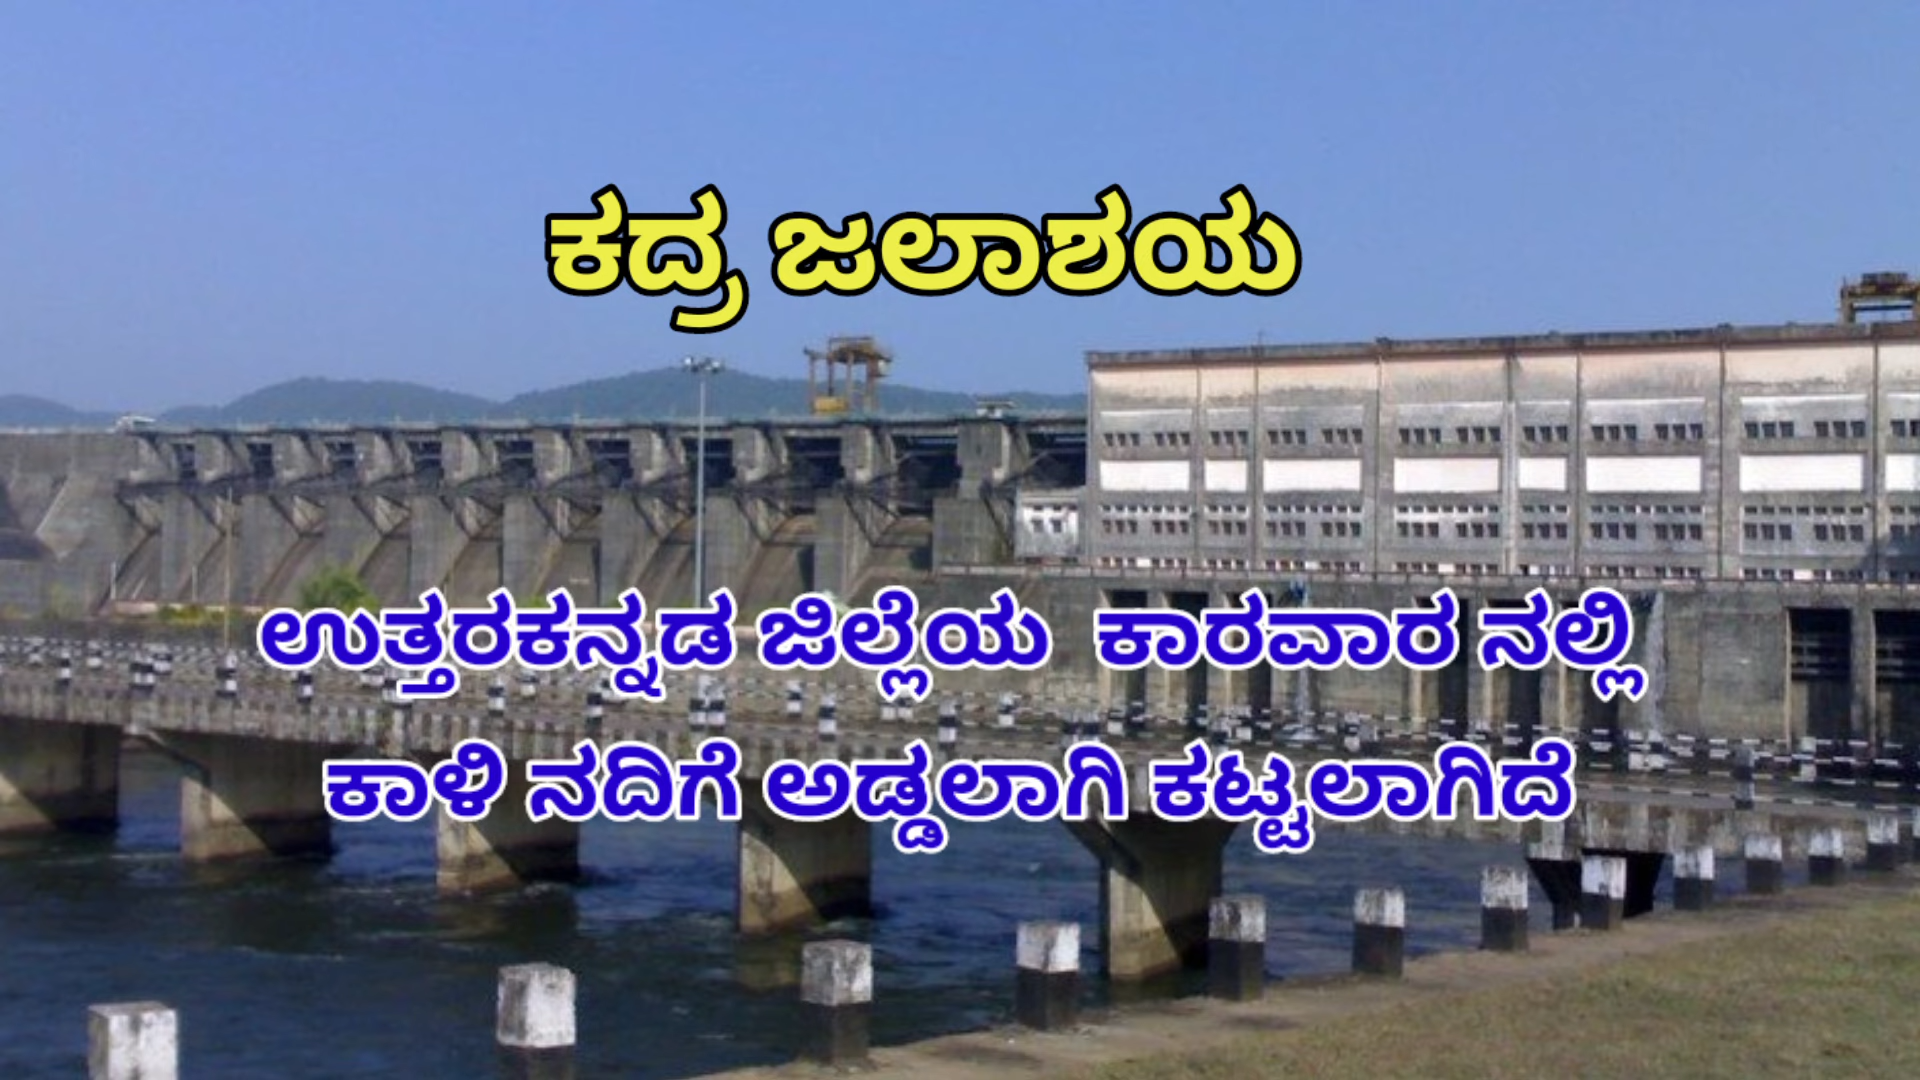 ಕದ್ರ ಜಲಾಶಯ
ಉತ್ತರಕನ್ನಡ ಜಿಲ್ಲೆಯ ಕಾರವಾರ ನಲ್ಲಿ
ಕಾಳಿ ನದಿಗೆ ಅಡ್ಡಲಾಗಿ ಕಟ್ಟಲಾಗಿದೆ